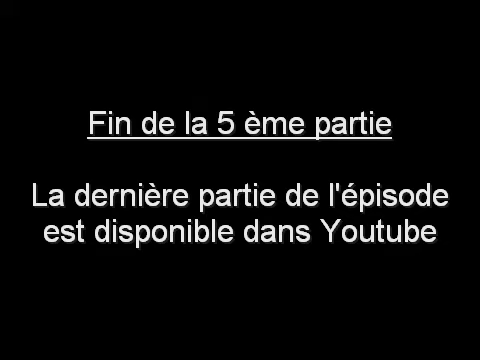 Fin de la 5 ème partie
La dernière partie de l'épisode
est disponible dans Youtube